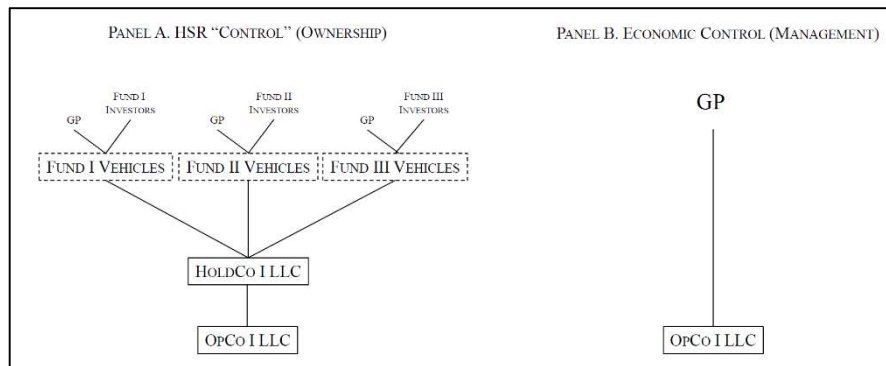 PANEL A. HSR “CONTROL” (OWNERSHIP)
PANEL B. ECONOMIC CONTROL (MANAGEMENT)
GP
FUND I
INVESTORS
GP
FUND II
INVESTORS
GP
FUND III
INVESTORS
FUND I VEHICLES
FUND II VEHICLES
FUND III VEHICLES
HOLDCO I LLC
OPCO I LLC
GP
OPCO I LLC